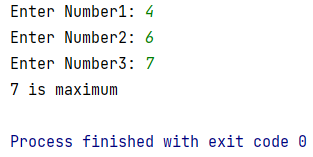 Enter Number1: 4
Enter Number2: 6
Enter Number3: 7
7 is maximum
Process finished with exit code 0